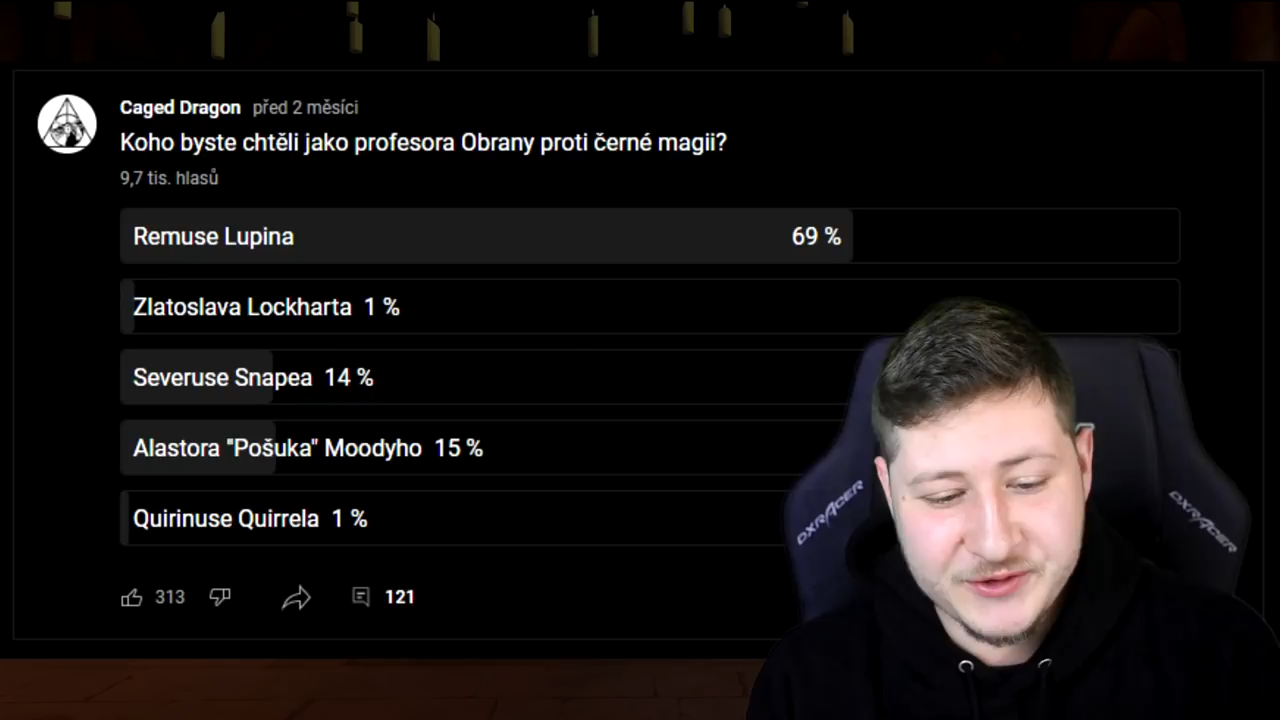 Caged Dragon před 2 měsíci
Koho byste chtěli jako profesora Obrany proti černé magii?
9,7 tis. hlasů
Remuse Lupina 69 %
Zlatoslava Lockharta 1 %
Severuse Snapea 14 %
Alastora "Pošuka" Moodyho 15 %
Quirinuse Quirrela 1 %
313 121
DXRACER
DXRACER